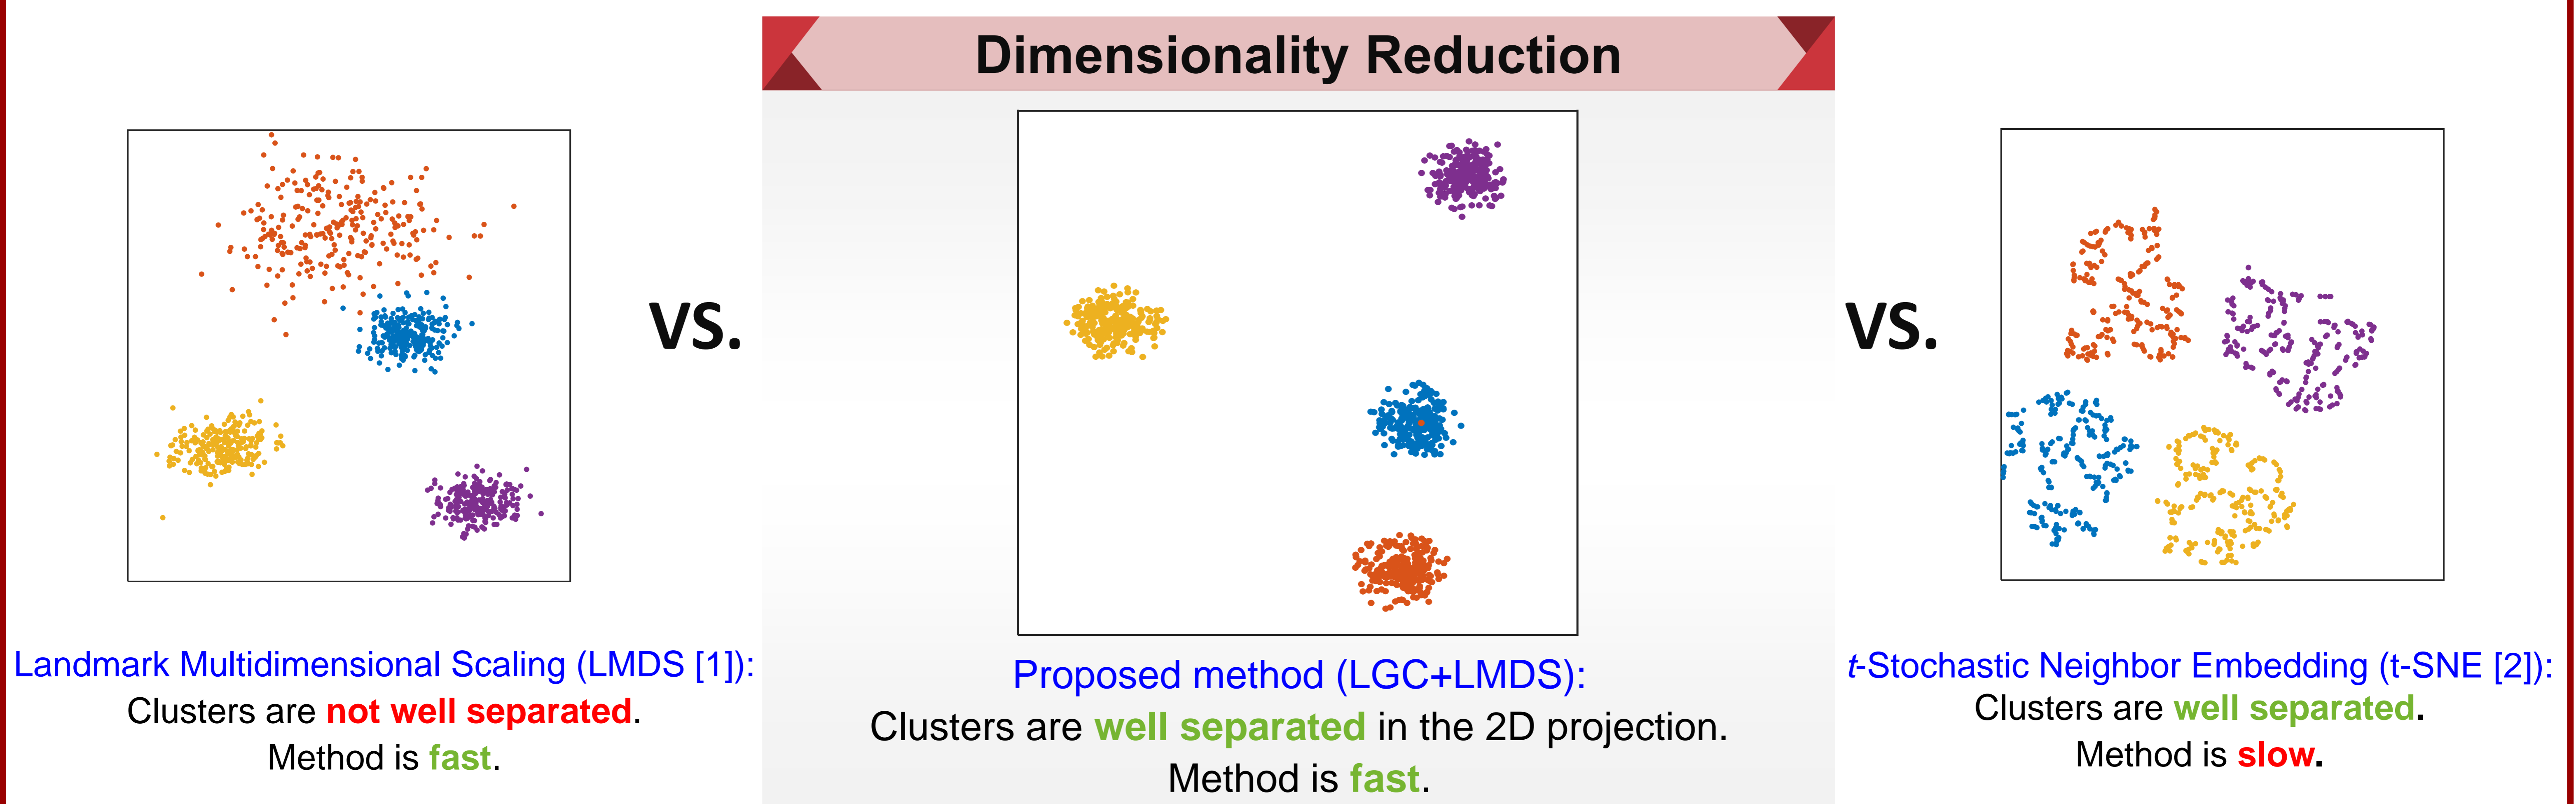 Dimensionality Reduction
VS.
VS.
Landmark Multidimensional Scaling (LMDS [1]):
Clusters are not well separated.
Method is fast.
Proposed method (LGC+LMDS):
Clusters are well separated in the 2D projection.
Method is fast.
t-Stochastic Neighbor Embedding (t-SNE [2]):
Clusters are well separated.
Method is slow.